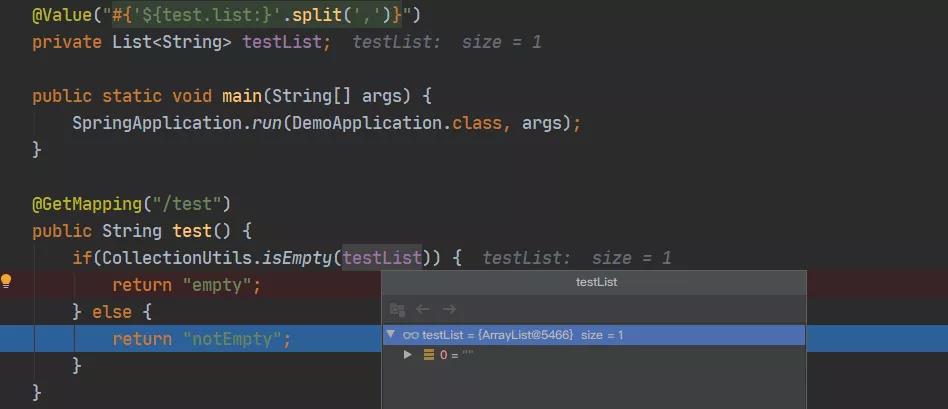 @Value("#{'${test.list:}'.split(',')}")
private List<String> testList;  testList:  size = 1
public static void main(String[] args) {
SpringApplication.run(DemoApplication.class, args);
}
@GetMapping("/test")
public String test() {
if(CollectionUtils.isEmpty(testList)) {  testList:  size = 1
return "empty";
testList
} else {
testList = {ArrayList@5466}  size = 1
return "notEmpty";
0 = ""
}
}